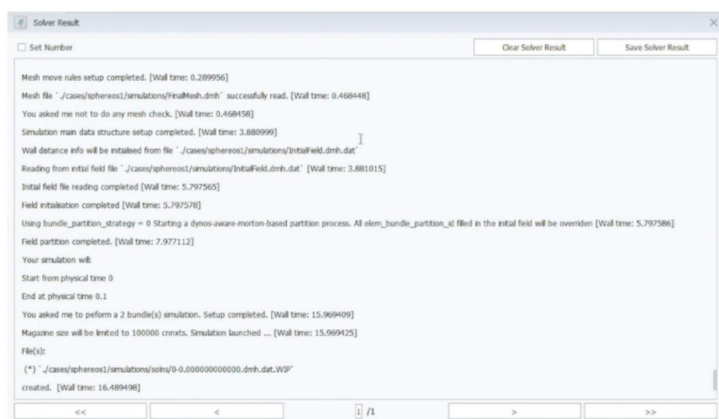 Solver Result
Set Number
Clear Solver Result
Save Solver Result
Mesh move rules setup completed. [Wall time: 0.289956]
Mesh file `./cases/sphereos1/simulations/FinalMesh.dmh` successfully read. [Wall time: 0.468448]
You asked me not to do any mesh check. [Wall time: 0.468458]
Simulation main data structure setup completed. [Wall time: 3.880999]
Wall distance info will be initialised from file `./cases/sphereos1/simulations/InitialField.dmh.dat`
Reading from initial field file `./cases/sphereos1/simulations/InitialField.dmh.dat` [Wall time: 3.881015]
Initial field file reading completed [Wall time: 5.797565]
Field initialisation completed [Wall time: 5.797578]
Using bundle_partition_strategy = 0 Starting a dynos-aware-morton-based partition process. All elem_bundle_partition_id filled in the initial field will be overriden [Wall time: 5.797586]
Field partition completed. [Wall time: 7.977112]
Your simulation will:
Start from physical time 0
End at physical time 0.1
You asked me to peform a 2 bundle(s) simulation. Setup completed. [Wall time: 15.969409]
Magazine size will be limited to 100000 cnnxts. Simulation launched ... [Wall time: 15.969425]
File(s):
(*) `./cases/sphereos1/simulations/solns/0-0.000000000000.dmh.dat.WIP`
created. [Wall time: 16.489498]
<< < 1 /1 > >>